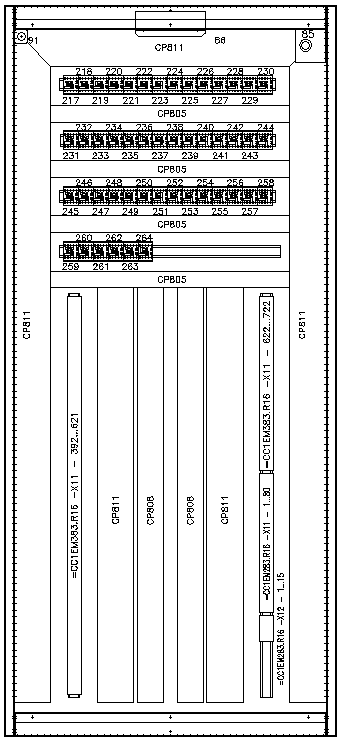 91 CP811 86 85
218 220 222 224 226 228 230
217 219 221 223 225 227 229
CP805
232 234 236 238 240 242 244
231 233 235 237 239 241 243
CP805
246 248 250 252 254 256 258
245 247 249 251 253 255 257
CP805
260 262 264
259 261 263
CP805
CP811
=CC1EM383.R16 -X11 - 392...621
CP811
CP808
CP808
CP811
=CC1EM383.R16 -X11 - 622...722
=CC1EM283.R16 -X11 - 1...80
=CC1EM283.R16 -X12 - 1...15
CP811